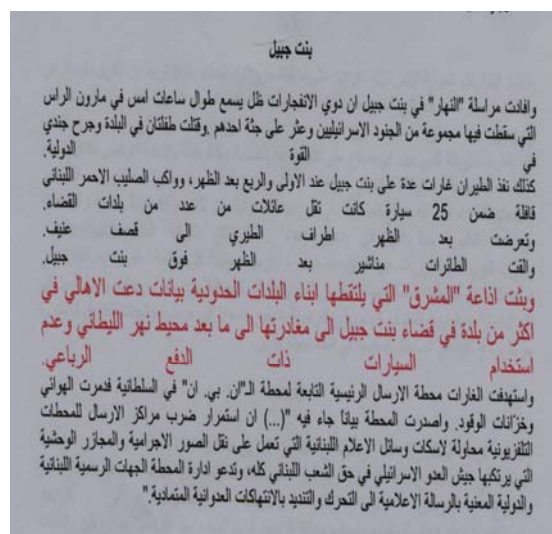 بنت جبيل
وافادت مراسلة "النهار" في بنت جبيل ان دوي الانفجارات ظل يسمع طوال ساعات امس في مارون الراس
التي سقطت فيها مجموعة من الجنود الاسرائيليين وعثر على جثة احدهم .وقتلت طفلتان في البلدة وجرح جندي
في القوة الدولية.
كذلك نفذ الطيران غارات عدة على بنت جبيل عند الاولى والربع بعد الظهر، وواكب الصليب الاحمر اللبناني
قافلة ضمن 25 سيارة كانت تقل عائلات من عدد من بلدات القضاء.
وتعرضت بعد الظهر اطراف الطيري الى قصف عنيف.
والقت الطائرات مناشير بعد الظهر فوق بنت جبيل.
وبثت اذاعة "المشرق" التي يلتقطها ابناء البلدات الحدودية بيانات دعت الاهالي في
اكثر من بلدة في قضاء بنت جبيل الى مغادرتها الى ما بعد محيط نهر الليطاني وعدم
استخدام السيارات ذات الدفع الرباعي.
واستهدفت الغارات محطة الارسال الرئيسية التابعة لمحطة الـ"ان. بي. ان" في السلطانية فدمرت الهوائي
وخزانات الوقود. واصدرت المحطة بياناً جاء فيه "(...) ان استمرار ضرب مراكز الارسال للمحطات
التلفزيونية محاولة لاسكات وسائل الاعلام اللبنانية التي تعمل على نقل الصور الاجرامية والمجازر الوحشية
التي يرتكبها جيش العدو الاسرائيلي في حق الشعب اللبناني كله، وتدعو ادارة المحطة الجهات الرسمية اللبنانية
والدولية المعنية بالرسالة الاعلامية الى التحرك والتنديد بالانتهاكات العدوانية المتمادية."